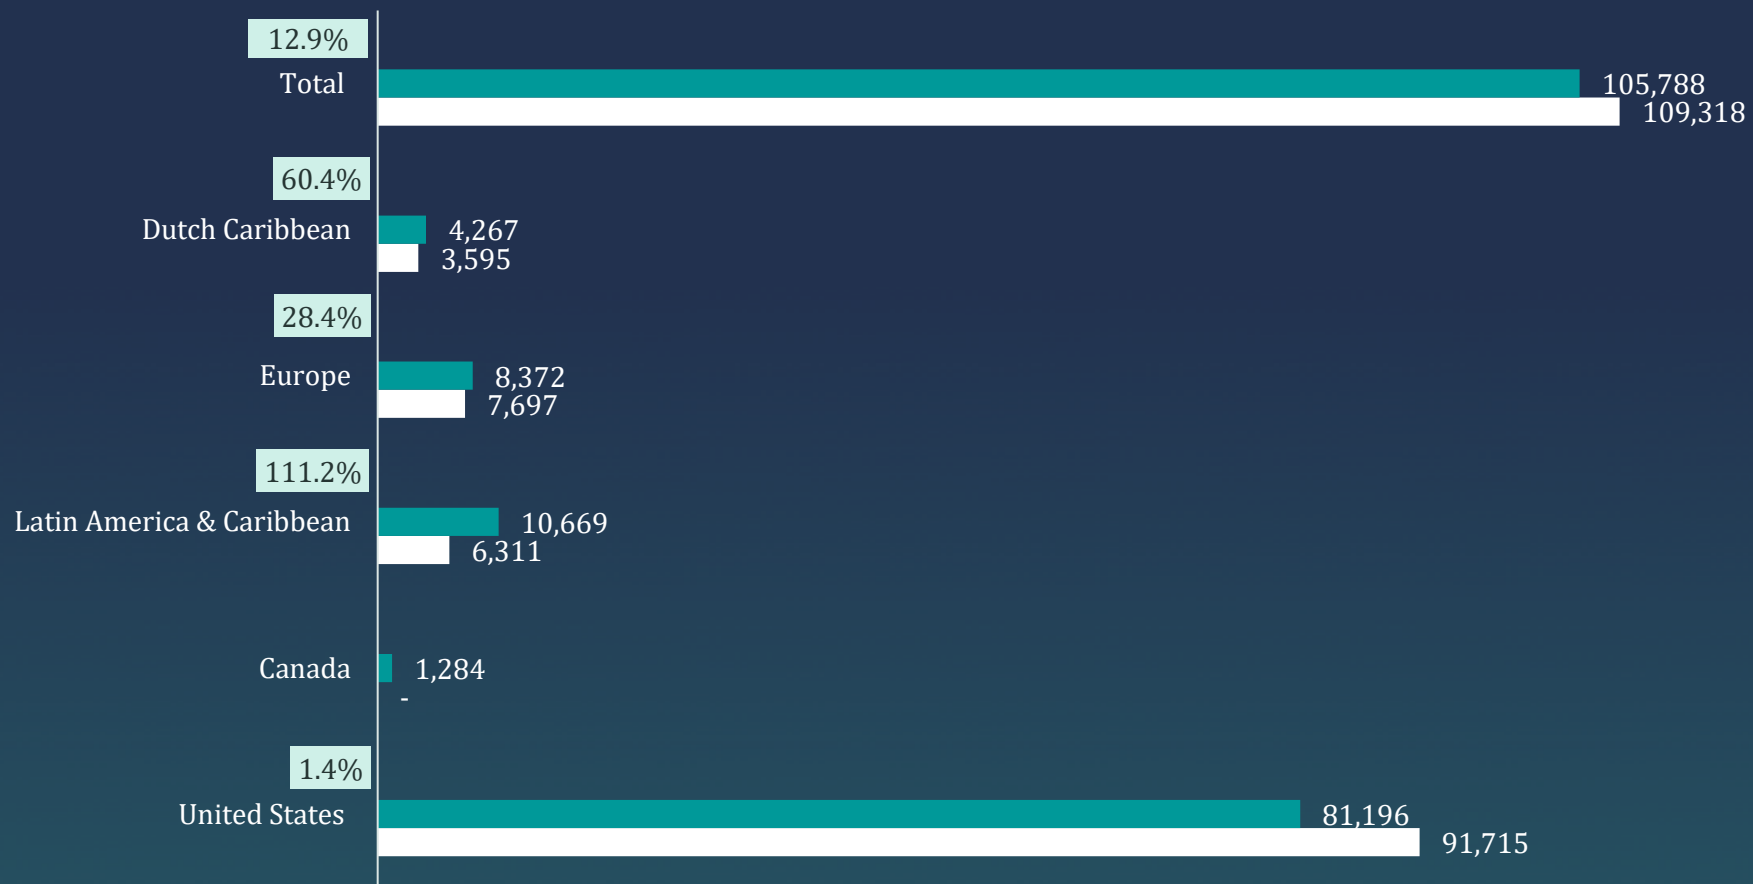 12.9%
Total
105,788
109,318
60.4%
Dutch Caribbean
4,267
3,595
28.4%
Europe
8,372
7,697
111.2%
Latin America & Caribbean
10,669
6,311
Canada
1,284
-
1.4%
United States
81,196
91,715